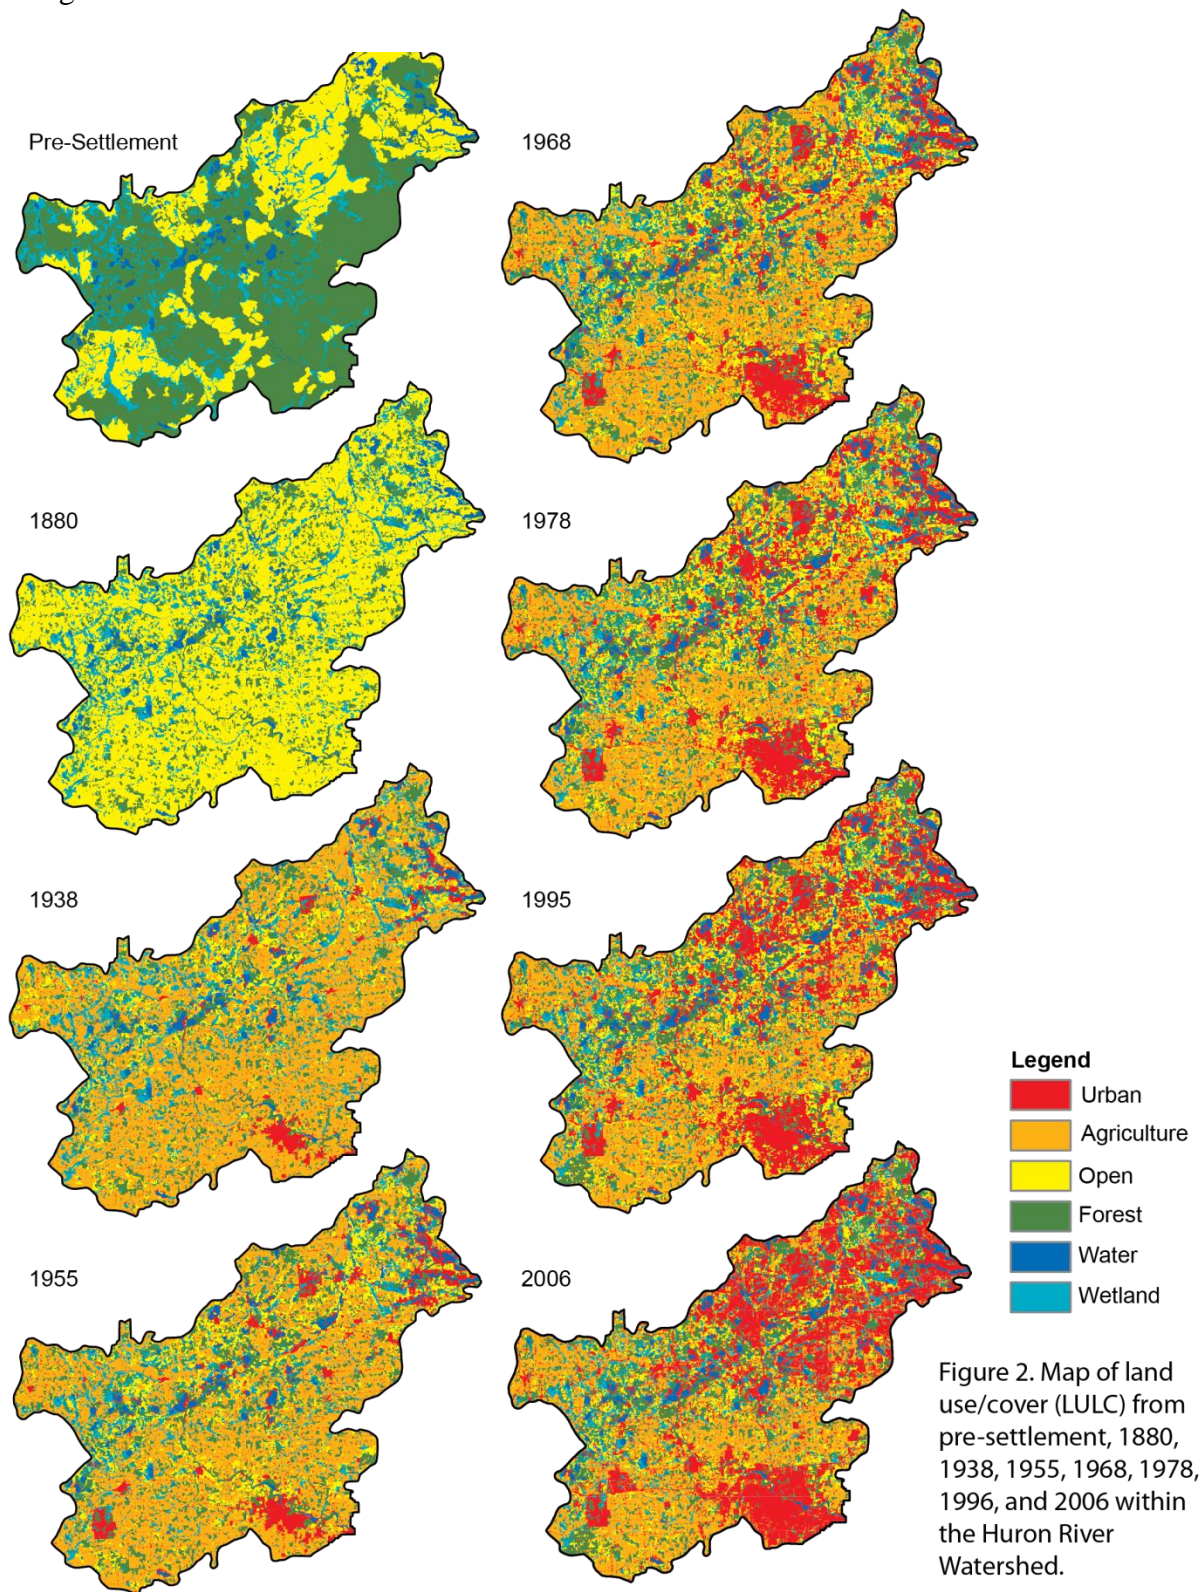 Pre-Settlement
1968
1880
1978
1938
1995
1955
2006
Legend
Urban
Agriculture
Open
Forest
Water
Wetland
Figure 2. Map of land
use/cover (LULC) from
pre-settlement, 1880,
1938, 1955, 1968, 1978,
1996, and 2006 within
the Huron River
Watershed.